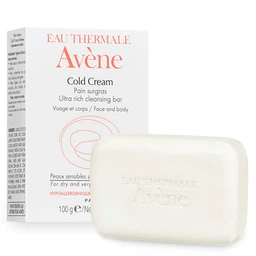 EAU THERMALE
Avène
Cold Cream
Pain surgras
Ultra rich cleansing bar
Visage et corps / Face and body
Peaux sensibles s
For dry and very
HYPOALLERGÉNIQUE
100 g
EAU THERMALE
Avène